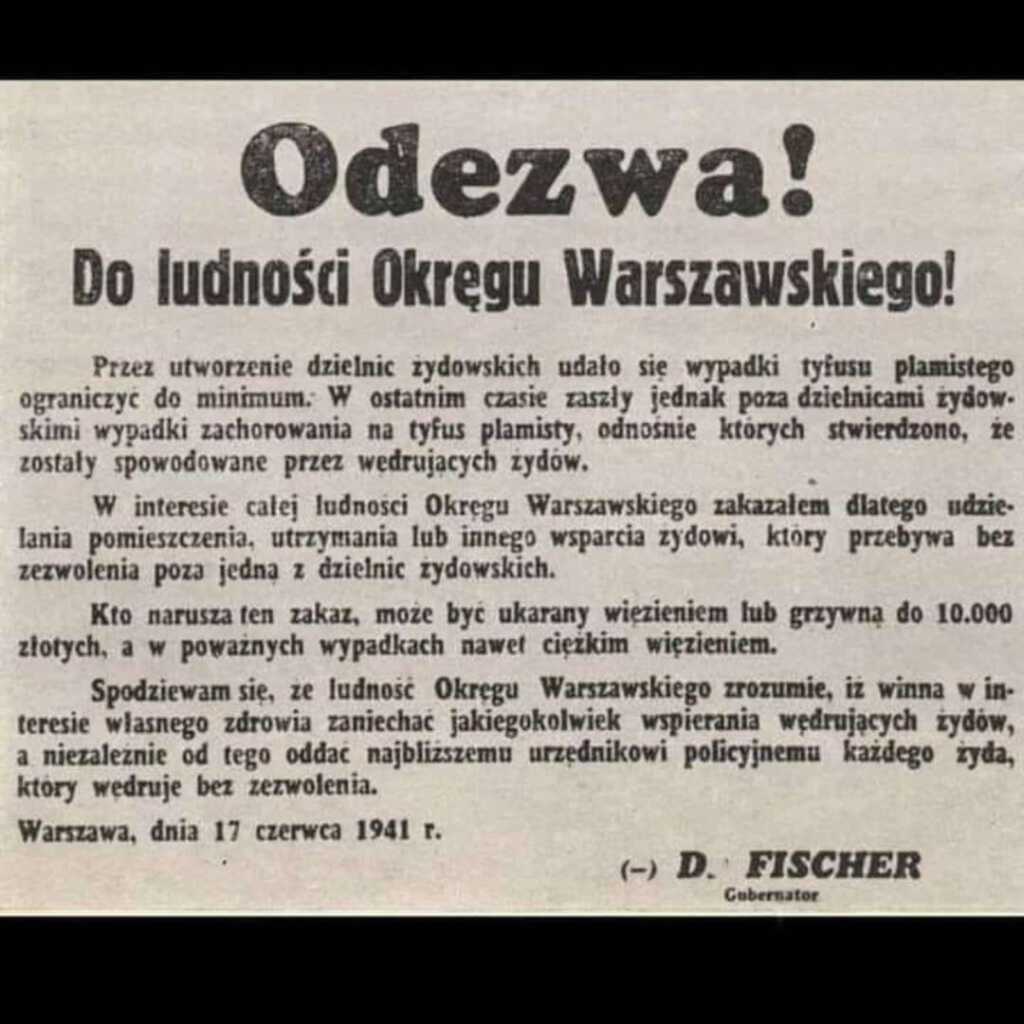 Odezwa!
Do ludności Okręgu Warszawskiego!
Przez utworzenie dzielnic żydowskich udało się wypadki tyfusu plamistego
ograniczyć do minimum. W ostatnim czasie zaszły jednak poza dzielnicami żydow-
skimi wypadki zachorowania na tyfus plamisty, odnośnie których stwierdzono, że
zostały spowodowane przez wędrujących żydów.
W interesie całej ludności Okręgu Warszawskiego zakazałem dlatego udzie-
lania pomieszczenia, utrzymania lub innego wsparcia żydowi, który przebywa bez
zezwolenia poza jedną z dzielnic żydowskich.
Kto narusza ten zakaz, może być ukarany więzieniem lub grzywną do 10.000
złotych, a w poważnych wypadkach nawet ciężkim więzieniem.
Spodziewam się, że ludność Okręgu Warszawskiego zrozumie, iż winna w in-
teresie własnego zdrowia zaniechać jakiegokolwiek wspierania wędrujących żydów,
a niezależnie od tego oddać najbliższemu urzędnikowi policyjnemu każdego żyda,
który wędruje bez zezwolenia.
Warszawa, dnia 17 czerwca 1941 r.
(–) D. FISCHER
Gubernator